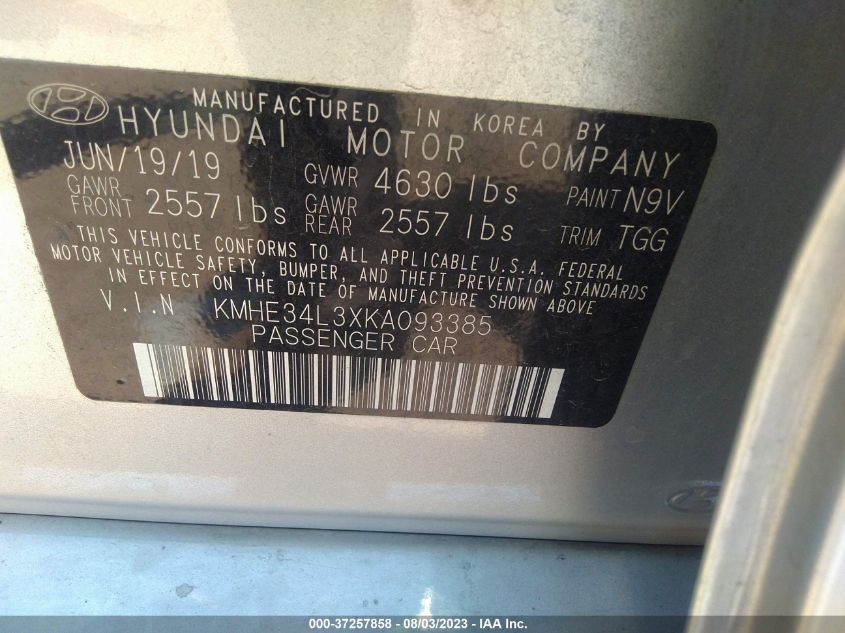 MANUFACTURED IN KOREA BY
HYUNDAI MOTOR COMPANY
JUN/19/19 GVWR 4630 lbs PAINT N9V
GAWR FRONT 2557 lbs GAWR REAR 2557 lbs TRIM TGG
THIS VEHICLE CONFORMS TO ALL APPLICABLE U.S.A. FEDERAL
MOTOR VEHICLE SAFETY, BUMPER, AND THEFT PREVENTION STANDARDS
IN EFFECT ON THE DATE OF MANUFACTURE SHOWN ABOVE
V.I.N KMHE34L3XKA093385
PASSENGER CAR
000-37257858 - 08/03/2023 - IAA Inc.